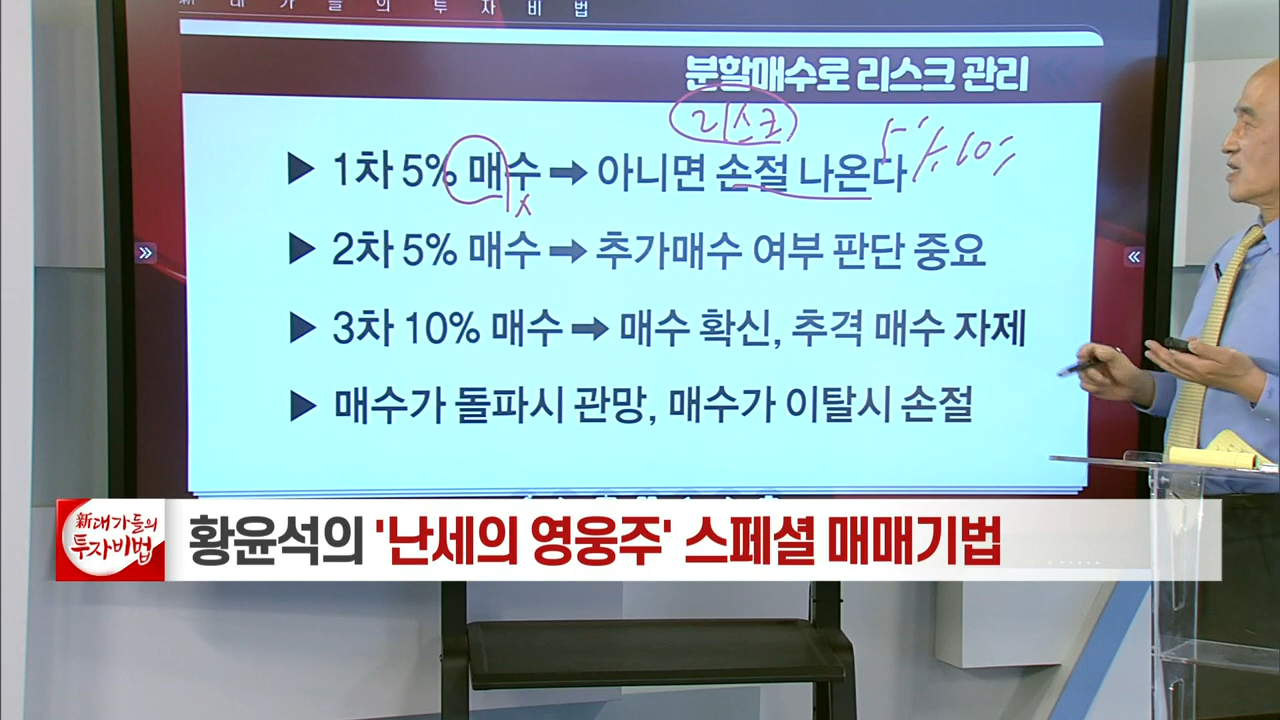 新 대 가 들 의 투 자 비 법
분할매수로 리스크 관리
리스크
5% 10%
▶ 1차 5% 매수 ➡ 아니면 손절 나온다
x
▶ 2차 5% 매수 ➡ 추가매수 여부 판단 중요
▶ 3차 10% 매수 ➡ 매수 확신, 추격 매수 자제
▶ 매수가 돌파시 관망, 매수가 이탈시 손절
新대가들의
투자비법
황윤석의 '난세의 영웅주' 스페셜 매매기법